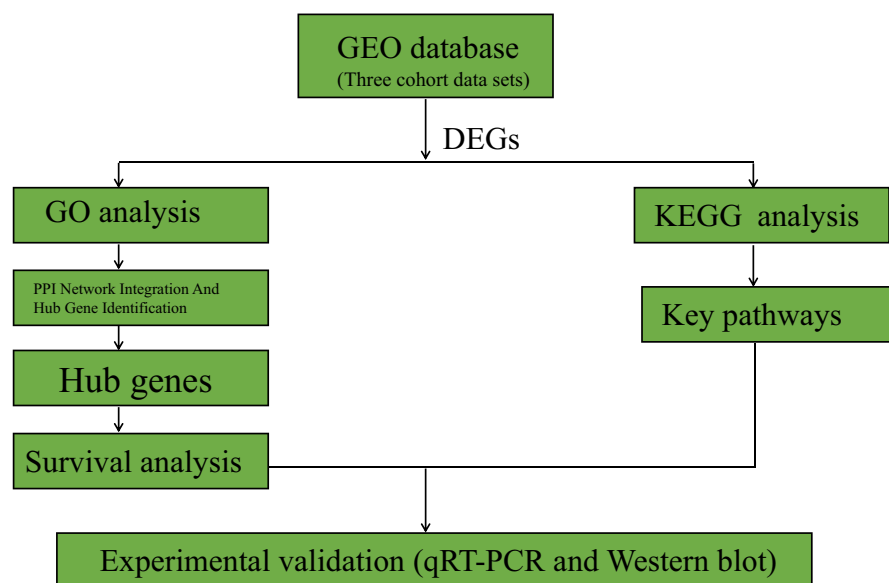 GEO database
(Three cohort data sets)
DEGs
GO analysis
KEGG analysis
PPI Network Integration And
Hub Gene Identification
Key pathways
Hub genes
Survival analysis
Experimental validation (qRT-PCR and Western blot)